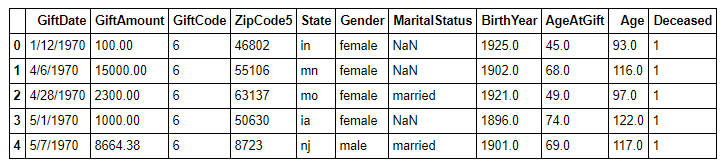 GiftDate GiftAmount GiftCode ZipCode5 State Gender MaritalStatus BirthYear AgeAtGift Age Deceased
0 1/12/1970 100.00 6 46802 in female NaN 1925.0 45.0 93.0 1
1 4/6/1970 15000.00 6 55106 mn female NaN 1902.0 68.0 116.0 1
2 4/28/1970 2300.00 6 63137 mo female married 1921.0 49.0 97.0 1
3 5/1/1970 1000.00 6 50630 ia female NaN 1896.0 74.0 122.0 1
4 5/7/1970 8664.38 6 8723 nj male married 1901.0 69.0 117.0 1